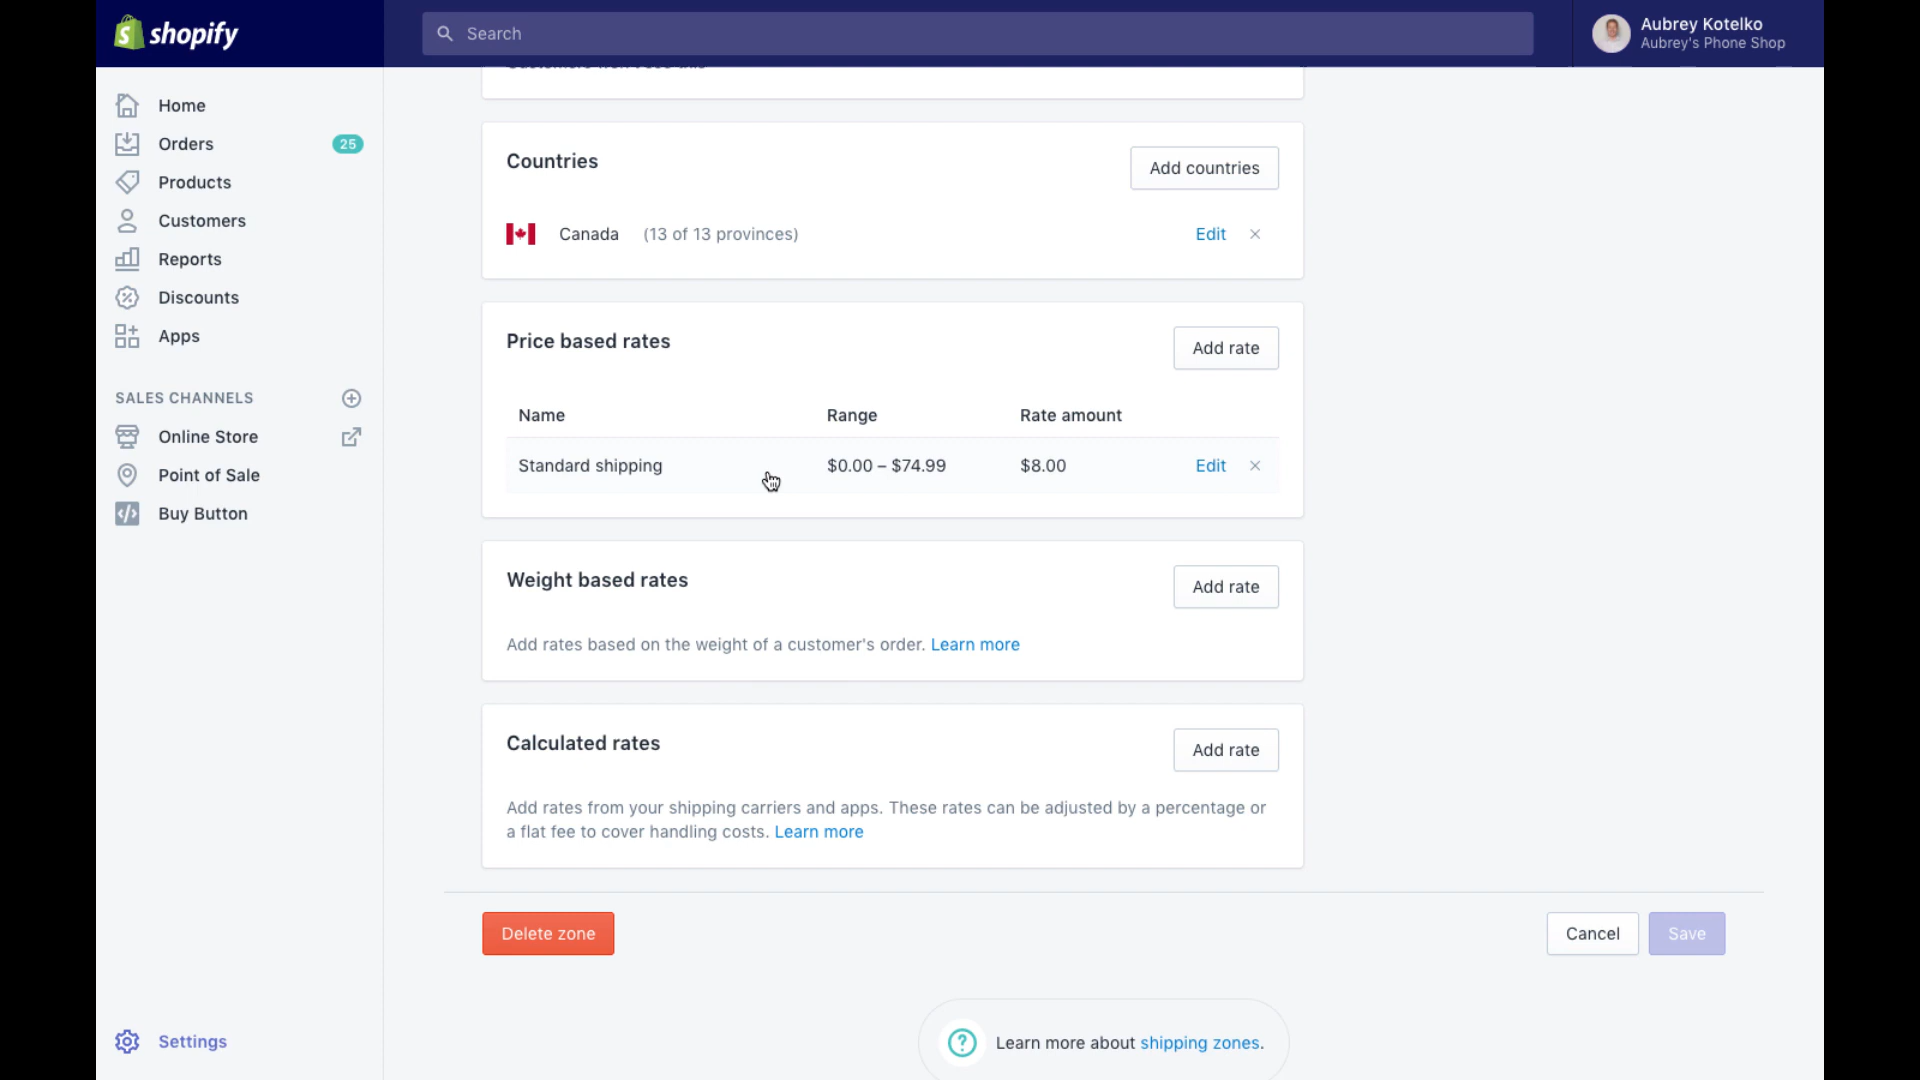 shopify
Search
Aubrey Kotelko
Aubrey's Phone Shop
Home
Orders
25
Products
Customers
Reports
Discounts
Apps
SALES CHANNELS
Online Store
Point of Sale
Buy Button
Settings
Countries
Add countries
Canada (13 of 13 provinces)
Edit
Price based rates
Add rate
Name Range Rate amount
Standard shipping $0.00 – $74.99 $8.00 Edit
Weight based rates
Add rate
Add rates based on the weight of a customer's order. Learn more
Calculated rates
Add rate
Add rates from your shipping carriers and apps. These rates can be adjusted by a percentage or
a flat fee to cover handling costs. Learn more
Delete zone
Cancel
Save
Learn more about shipping zones.